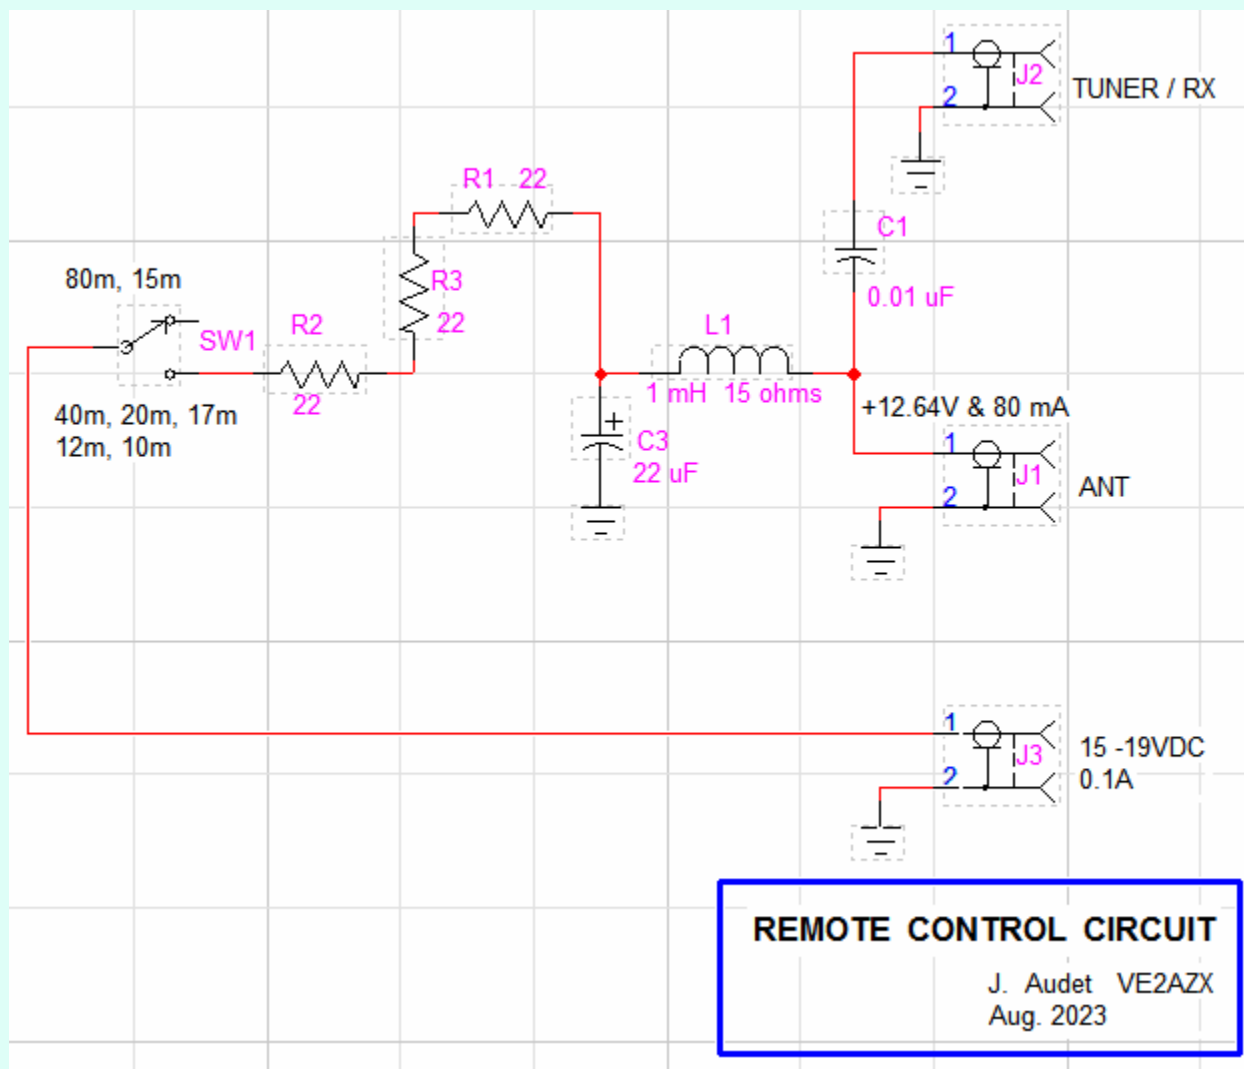 1
J2
2
TUNER / RX
R1 22
C1
0.01 uF
R3
22
80m, 15m
SW1
R2
22
L1
1 mH 15 ohms
40m, 20m, 17m
12m, 10m
+12.64V & 80 mA
+
C3
22 uF
1
J1
2
ANT
1
J3
2
15 -19VDC
0.1A
REMOTE CONTROL CIRCUIT
J. Audet VE2AZX
Aug. 2023